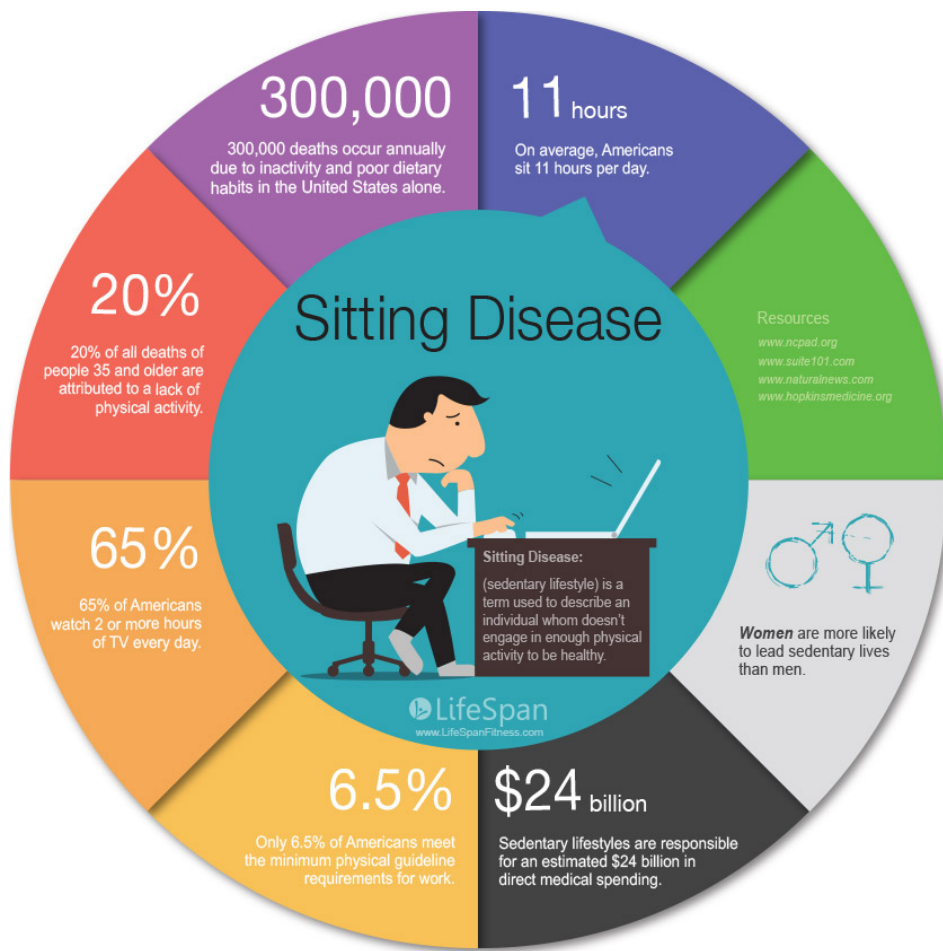 300,000
300,000 deaths occur annually
due to inactivity and poor dietary
habits in the United States alone.
11 hours
On average, Americans
sit 11 hours per day.
Resources
www.ncpad.org
www.suite101.com
www.naturalnews.com
www.hopkinsmedicine.org
20%
20% of all deaths of
people 35 and older are
attributed to a lack of
physical activity.
Sitting Disease
65%
65% of Americans
watch 2 or more hours
of TV every day.
Sitting Disease:
(sedentary lifestyle) is a
term used to describe an
individual whom doesn't
engage in enough physical
activity to be healthy.
Women are more likely
to lead sedentary lives
than men.
LifeSpan
www.LifeSpanFitness.com
6.5%
Only 6.5% of Americans meet
the minimum physical guideline
requirements for work.
$24 billion
Sedentary lifestyles are responsible
for an estimated $24 billion in
direct medical spending.